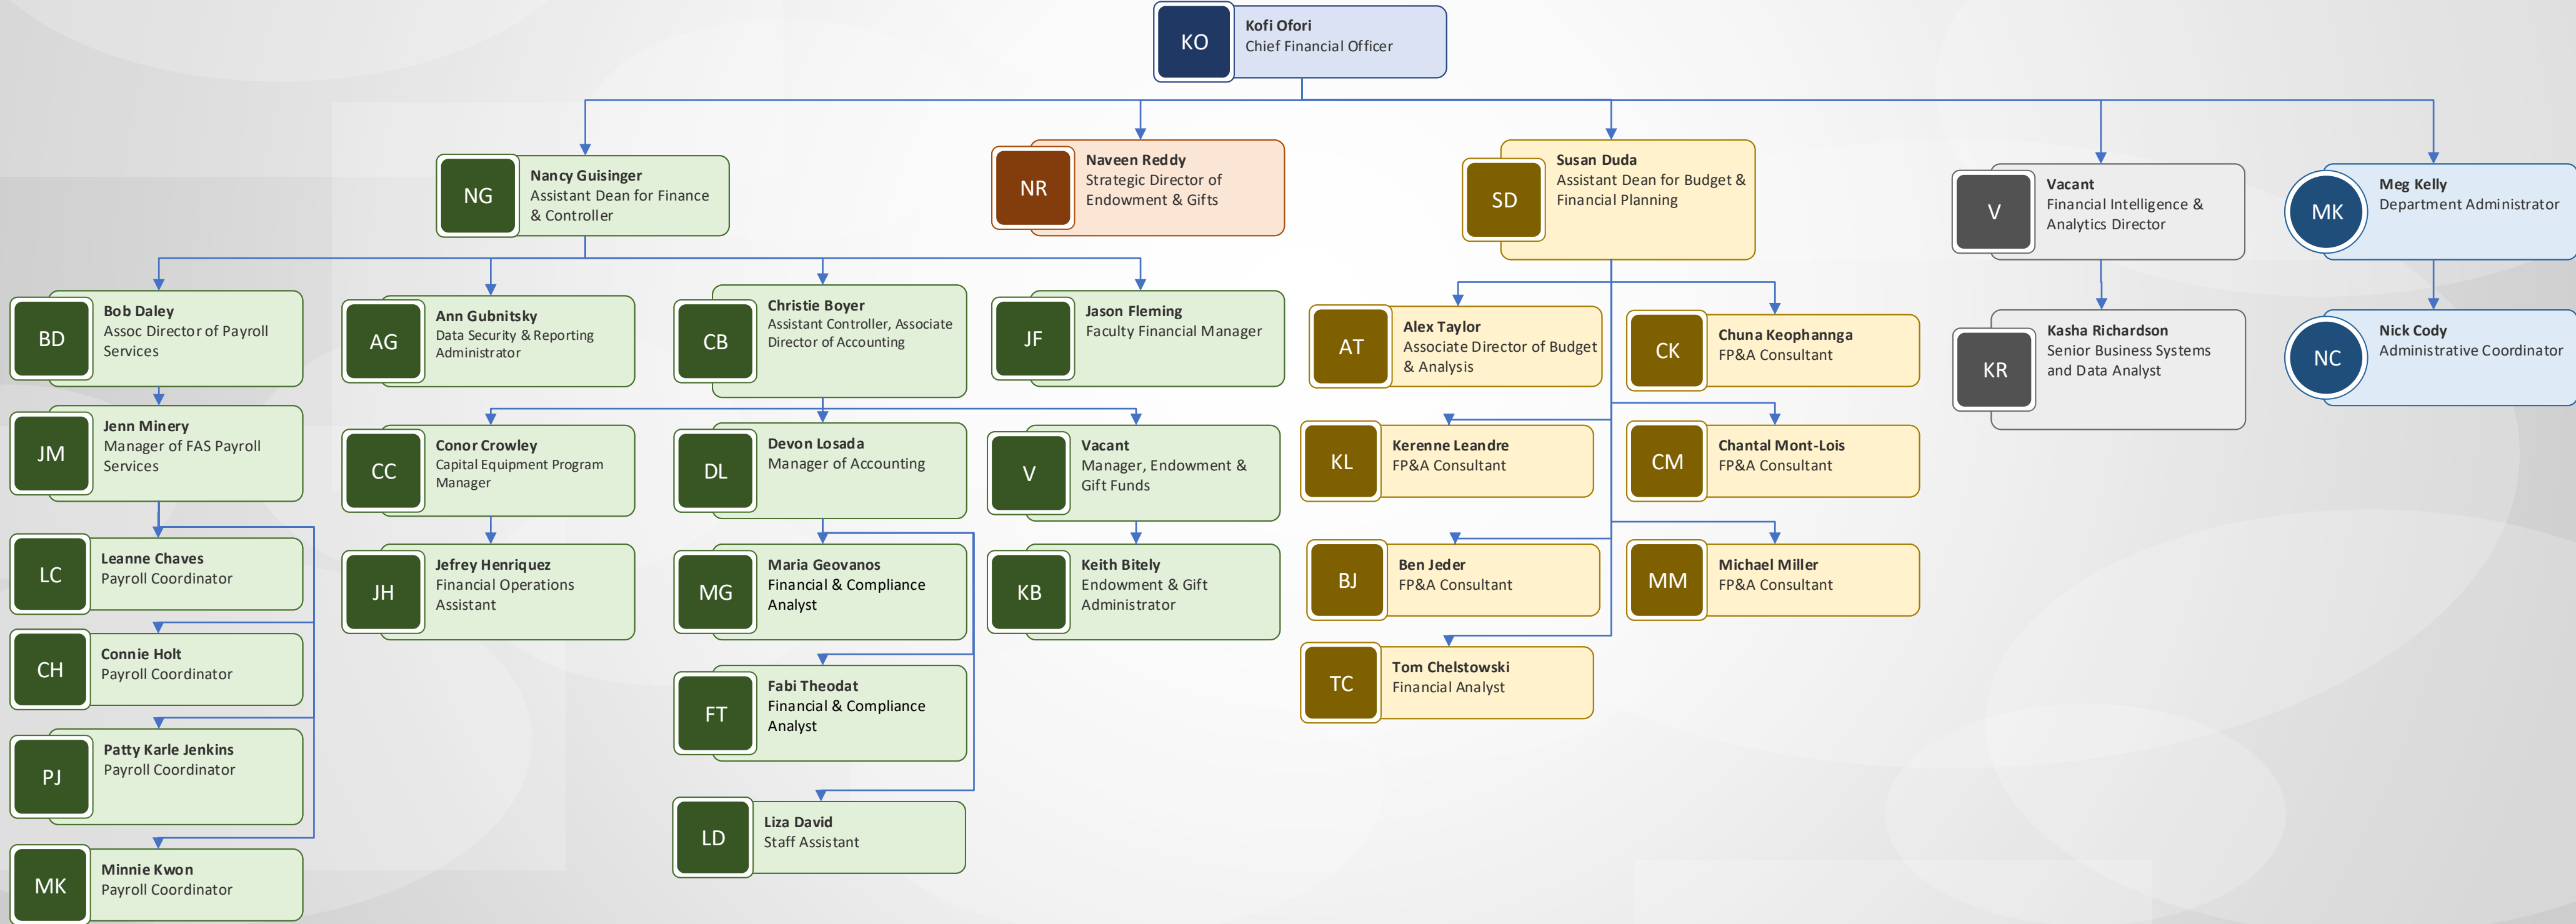 KO
Kofi Ofori
Chief Financial Officer
NG
Nancy Guisinger
Assistant Dean for Finance
& Controller
NR
Naveen Reddy
Strategic Director of
Endowment & Gifts
SD
Susan Duda
Assistant Dean for Budget &
Financial Planning
V
Vacant
Financial Intelligence &
Analytics Director
MK
Meg Kelly
Department Administrator
BD
Bob Daley
Assoc Director of Payroll
Services
AG
Ann Gubnitsky
Data Security & Reporting
Administrator
CB
Christie Boyer
Assistant Controller, Associate
Director of Accounting
JF
Jason Fleming
Faculty Financial Manager
AT
Alex Taylor
Associate Director of Budget
& Analysis
CK
Chuna Keophannga
FP&A Consultant
KR
Kasha Richardson
Senior Business Systems
and Data Analyst
NC
Nick Cody
Administrative Coordinator
JM
Jenn Minery
Manager of FAS Payroll
Services
CC
Conor Crowley
Capital Equipment Program
Manager
DL
Devon Losada
Manager of Accounting
V
Vacant
Manager, Endowment &
Gift Funds
KL
Kerenne Leandre
FP&A Consultant
CM
Chantal Mont-Lois
FP&A Consultant
LC
Leanne Chaves
Payroll Coordinator
JH
Jefrey Henriquez
Financial Operations
Assistant
MG
Maria Geovanos
Financial & Compliance
Analyst
KB
Keith Bitely
Endowment & Gift
Administrator
BJ
Ben Jeder
FP&A Consultant
MM
Michael Miller
FP&A Consultant
CH
Connie Holt
Payroll Coordinator
FT
Fabi Theodat
Financial & Compliance
Analyst
TC
Tom Chelstowski
Financial Analyst
PJ
Patty Karle Jenkins
Payroll Coordinator
LD
Liza David
Staff Assistant
MK
Minnie Kwon
Payroll Coordinator